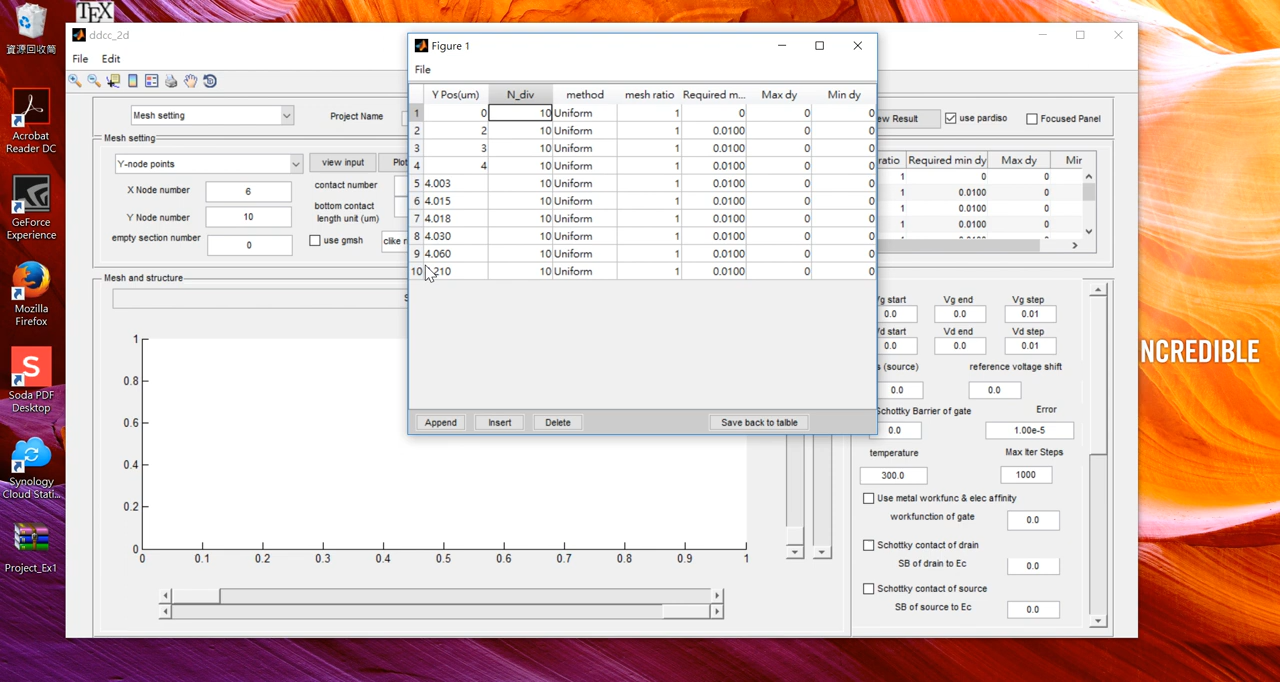 資源回收筒
Acrobat
Reader DC
GeForce
Experience
Mozilla
Firefox
Soda PDF
Desktop
Synology
Cloud Stati...
Project_Ex1
TEX
ddcc_2d
File Edit
Mesh setting
Project Name
ew Result
use pardiso
Focused Panel
Mesh setting
Y-node points
view input
Plot
X Node number 6
Y Node number 10
empty section number 0
contact number
bottom contact
length unit (um)
use gmsh
clike r
ratio Required min dy Max dy Mir
1 0 0
1 0.0100 0
1 0.0100 0
1 0.0100 0
Mesh and structure
S
1
0.8
0.6
0.4
0.2
0
0 0.1 0.2 0.3 0.4 0.5 0.6 0.7 0.8 0.9 1
Figure 1
File
Y Pos(um) N_div method mesh ratio Required m... Max dy Min dy
1 0 10 Uniform 1 0 0 0
2 2 10 Uniform 1 0.0100 0 0
3 3 10 Uniform 1 0.0100 0 0
4 4 10 Uniform 1 0.0100 0 0
5 4.003 10 Uniform 1 0.0100 0 0
6 4.015 10 Uniform 1 0.0100 0 0
7 4.018 10 Uniform 1 0.0100 0 0
8 4.030 10 Uniform 1 0.0100 0 0
9 4.060 10 Uniform 1 0.0100 0 0
10 .210 10 Uniform 1 0.0100 0 0
Append Insert Delete Save back to talble
Vg start Vg end Vg step
0.0 0.0 0.01
Vd start Vd end Vd step
0.0 0.0 0.01
s (source) reference voltage shift
0.0 0.0
Schottky Barrier of gate Error
0.0 1.00e-5
temperature Max Iter Steps
300.0 1000
Use metal workfunc & elec affinity
workfunction of gate 0.0
Schottky contact of drain
SB of drain to Ec 0.0
Schottky contact of source
SB of source to Ec 0.0
NCREDIBLE